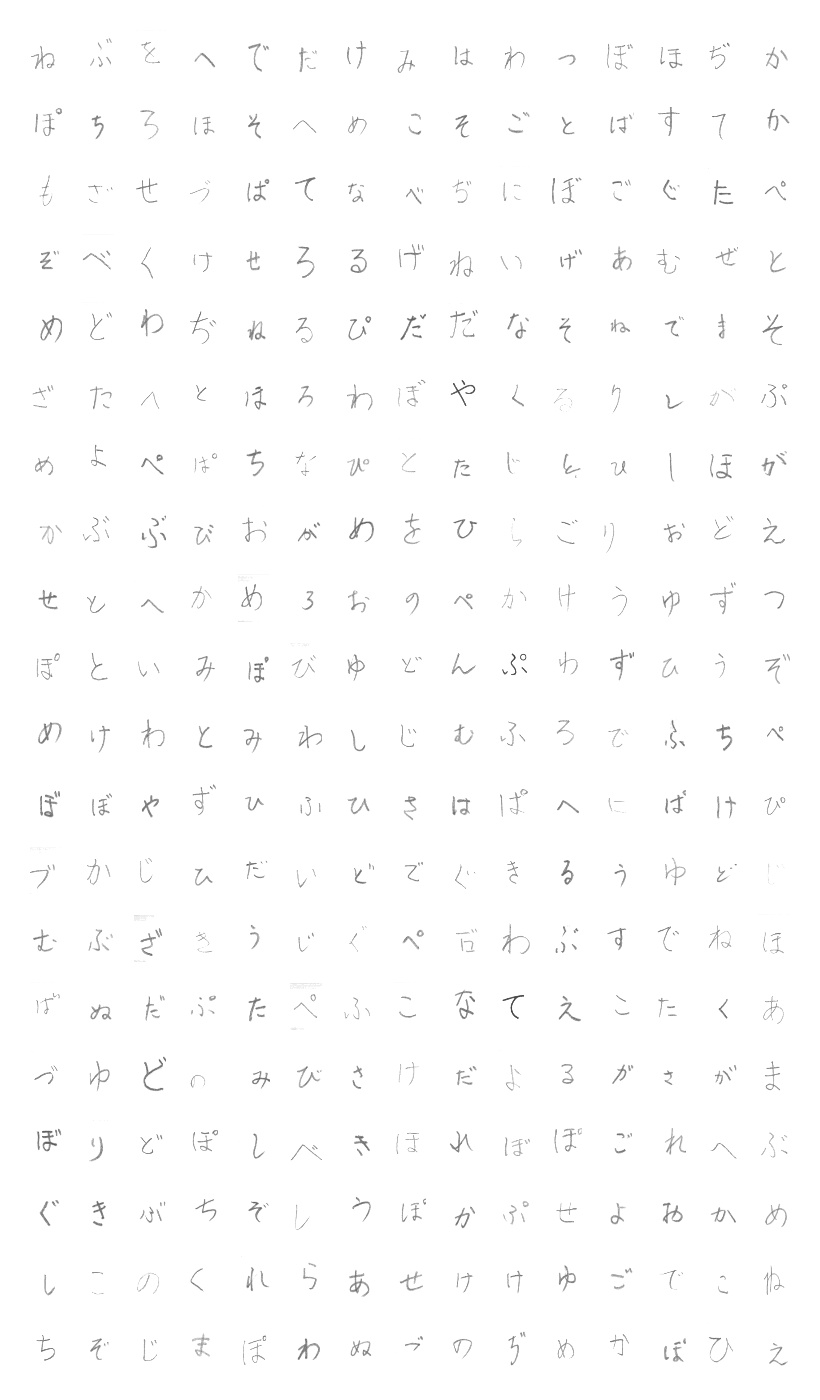 ねぶをへでだけみはわっぼほぢか
ぽちろほそへめこそごとばすてか
もざせづぱてなべぢにぼごぐたペ
ぞべくけせろるげねいげあむぜと
めどわぢねるぴだだなそねでまそ
ざたへとほろわぼやくるりしがぷ
めよぺぱちなぴとたじとひしほが
かぶぶびおがめをひらごりおどえ
せとへかめろおのぺかけうゆずつ
ぽといみぽびゆどんぷわずひうぞ
めけわとみわしじむふろでふちぺ
ぼぼやずひふひさはぱへにばけぴ
づかじひだいどでぐきるうゆどじ
むぶざきうじぐぺごわぶすでねほ
ばぬだぷたぺふこなてえこたくあ
づゆどのみびさけだよるがさがま
ぼりどぽしべきほれぼぽごれへぶ
ぐきぶちぞしうぽかぷせよおかめ
しこのくれらあせけけゆごでこね
ちぞじまぽわぬづのぢめかぽひえ